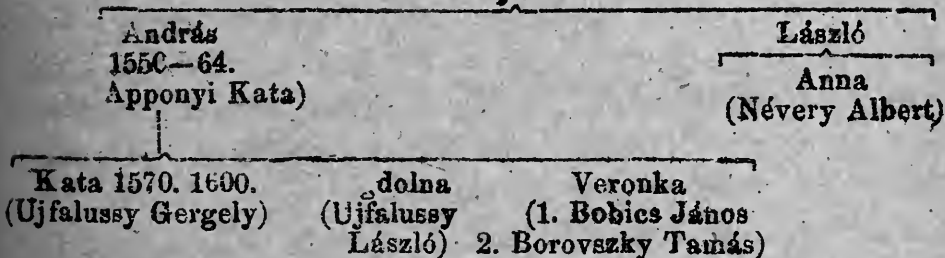 András László
1550—64. Anna
Apponyi Kata) (Névery Albert)
Kata 1570. 1600. dolna Veronka
(Ujfalussy Gergely) (Ujfalussy (1. Bobics János
László) 2. Borovszky Tamás)